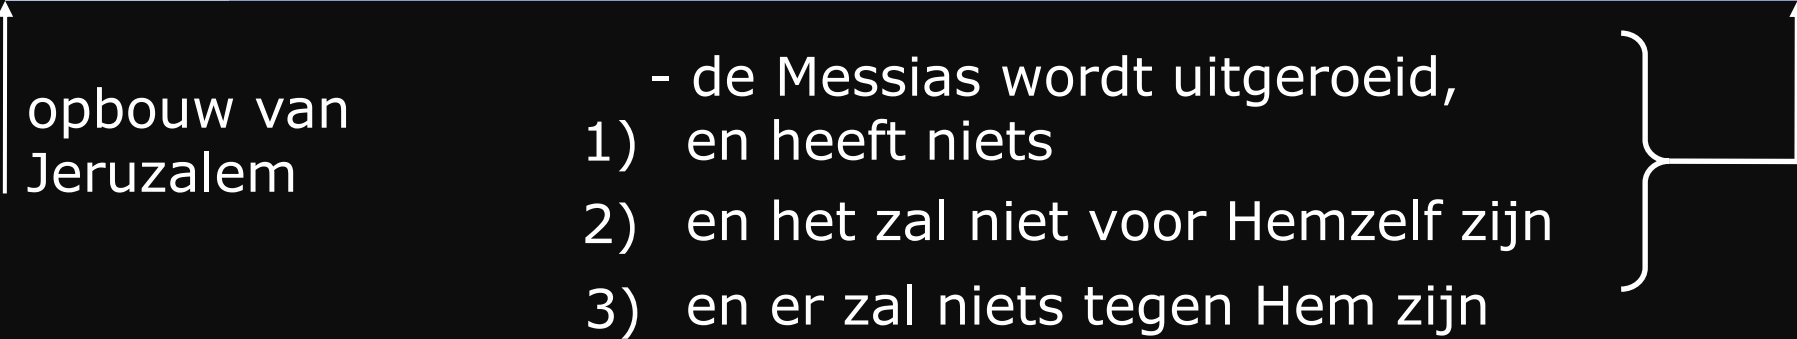 opbouw van
Jeruzalem
- de Messias wordt uitgeroeid,
1) en heeft niets
2) en het zal niet voor Hemzelf zijn
3) en er zal niets tegen Hem zijn